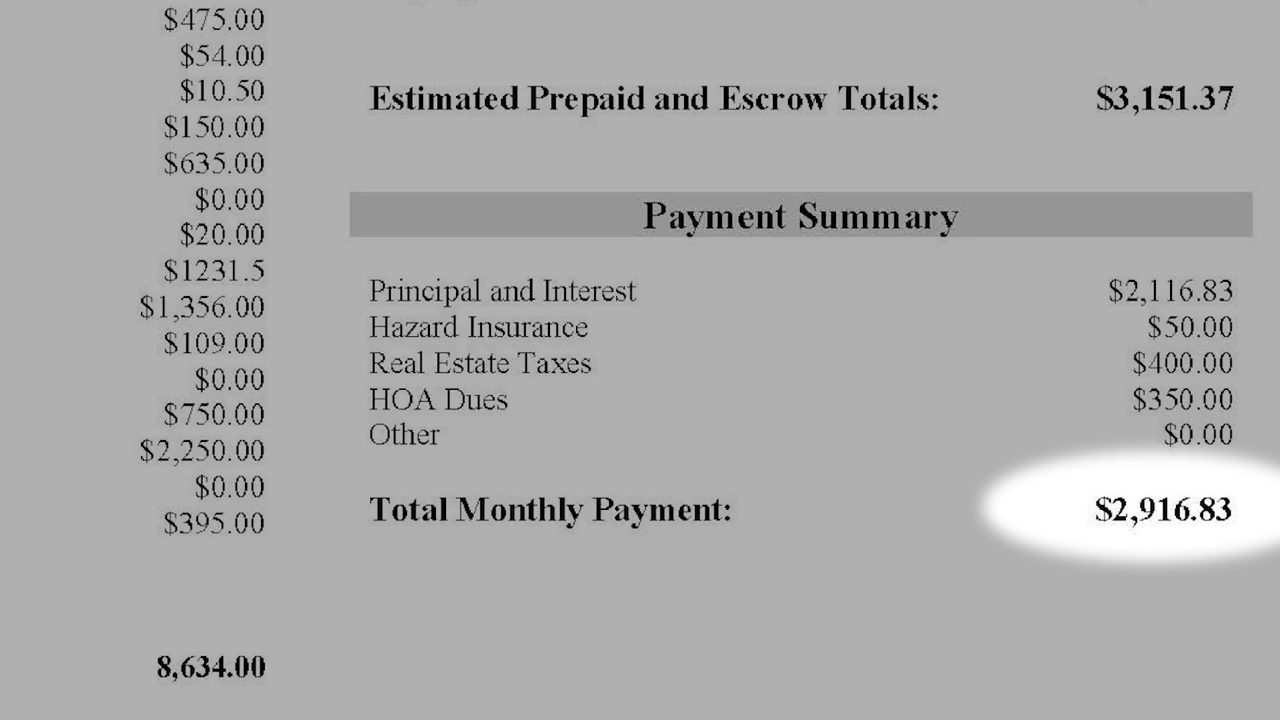 $475.00
$54.00
$10.50
Estimated Prepaid and Escrow Totals: $3,151.37
$150.00
$635.00
$0.00
Payment Summary
$20.00
$1231.5
Principal and Interest $2,116.83
$1,356.00
Hazard Insurance $50.00
$109.00
Real Estate Taxes $400.00
$0.00
HOA Dues $350.00
$750.00
Other $0.00
$2,250.00
$0.00
Total Monthly Payment: $2,916.83
$395.00
8,634.00